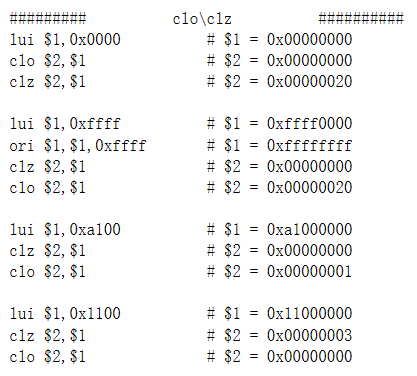 #########          clo\clz          ##########
lui $1,0x0000          # $1 = 0x00000000
clo $2,$1              # $2 = 0x00000000
clz $2,$1              # $2 = 0x00000020
lui $1,0xffff          # $1 = 0xffff0000
ori $1,$1,0xffff       # $1 = 0xffffffff
clz $2,$1              # $2 = 0x00000000
clo $2,$1              # $2 = 0x00000020
lui $1,0xa100          # $1 = 0xa1000000
clz $2,$1              # $2 = 0x00000000
clo $2,$1              # $2 = 0x00000001
lui $1,0x1100          # $1 = 0x11000000
clz $2,$1              # $2 = 0x00000003
clo $2,$1              # $2 = 0x00000000